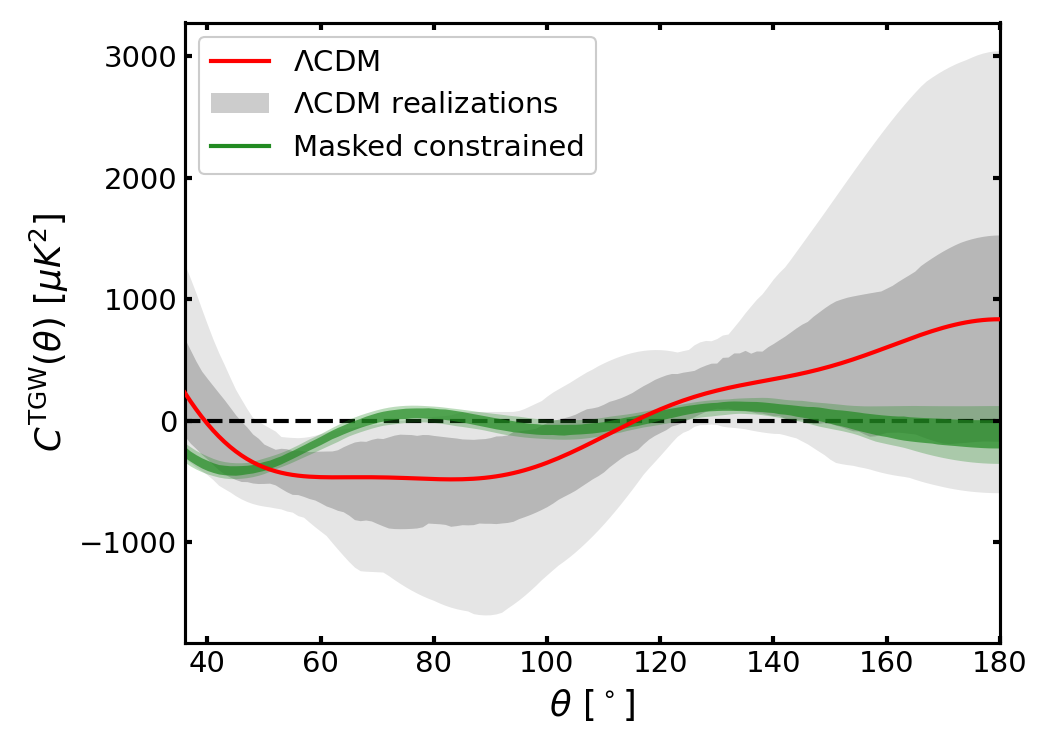 ΛCDM
ΛCDM realizations
Masked constrained
3000
2000
1000
0
−1000
C^TGW(θ) [μK²]
40 60 80 100 120 140 160 180
θ [°]